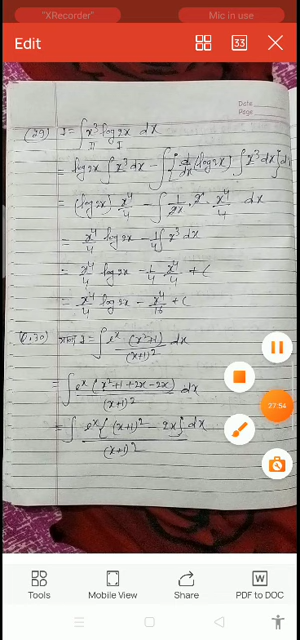 "XRecorder"
Mic in use
Edit
33
Date
Page
(29) I = ∫ x³ log 2x dx
II I
= log 2x ∫ x³ dx - ∫ [ d/dx (log 2x) ∫ x³ dx ] dx
= (log 2x) x⁴/4 - ∫ 1/2x · 2 · x⁴/4 dx
= x⁴/4 log 2x - 1/4 ∫ x³ dx
= x⁴/4 log 2x - 1/4 · x⁴/4 + C
= x⁴/4 log 2x - x⁴/16 + C
(Q.30) माना I = ∫ eˣ (x²+1)/(x+1)² dx
= ∫ eˣ (x²+1+2x-2x)/(x+1)² dx
= ∫ eˣ { (x+1)² - 2x } dx/(x+1)²
27:54
Tools
Mobile View
Share
W
PDF to DOC